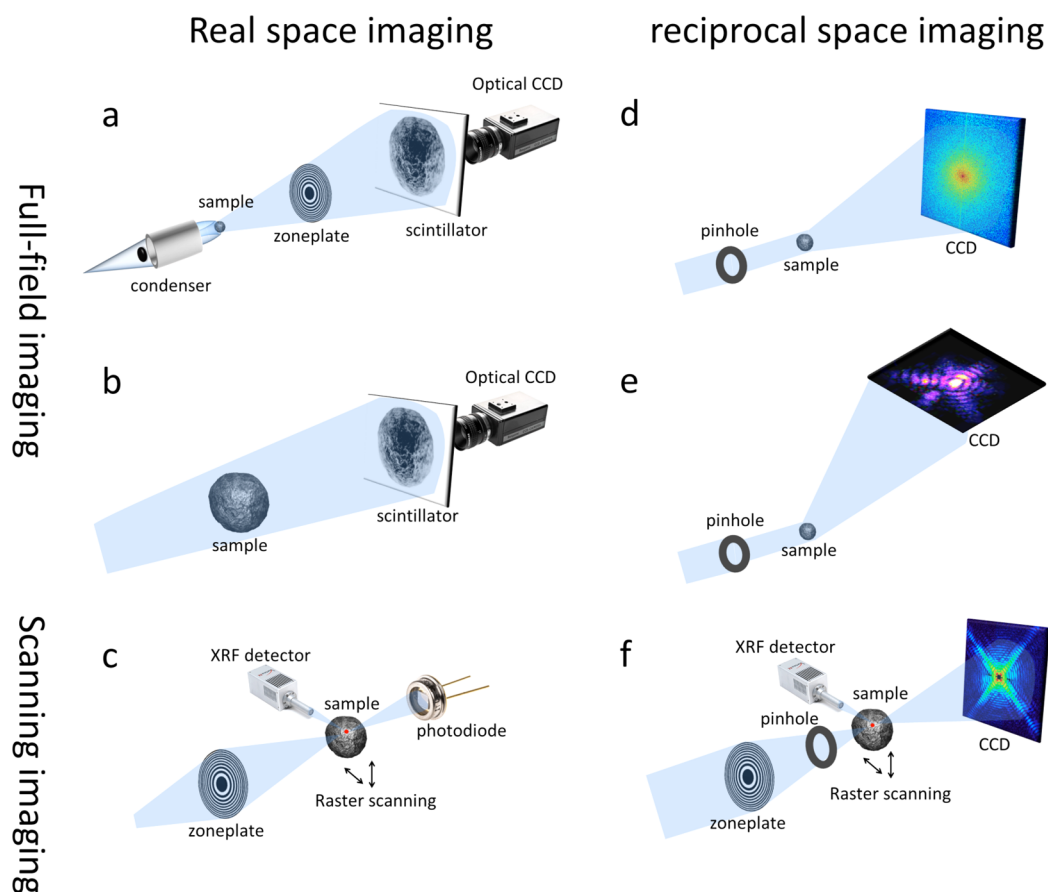 Real space imaging
reciprocal space imaging
Full-field imaging
Scanning imaging
a
Optical CCD
sample
zoneplate
scintillator
condenser
d
pinhole
sample
CCD
b
Optical CCD
sample
scintillator
e
CCD
pinhole
sample
c
XRF detector
sample
photodiode
Raster scanning
zoneplate
f
XRF detector
sample
pinhole
CCD
Raster scanning
zoneplate